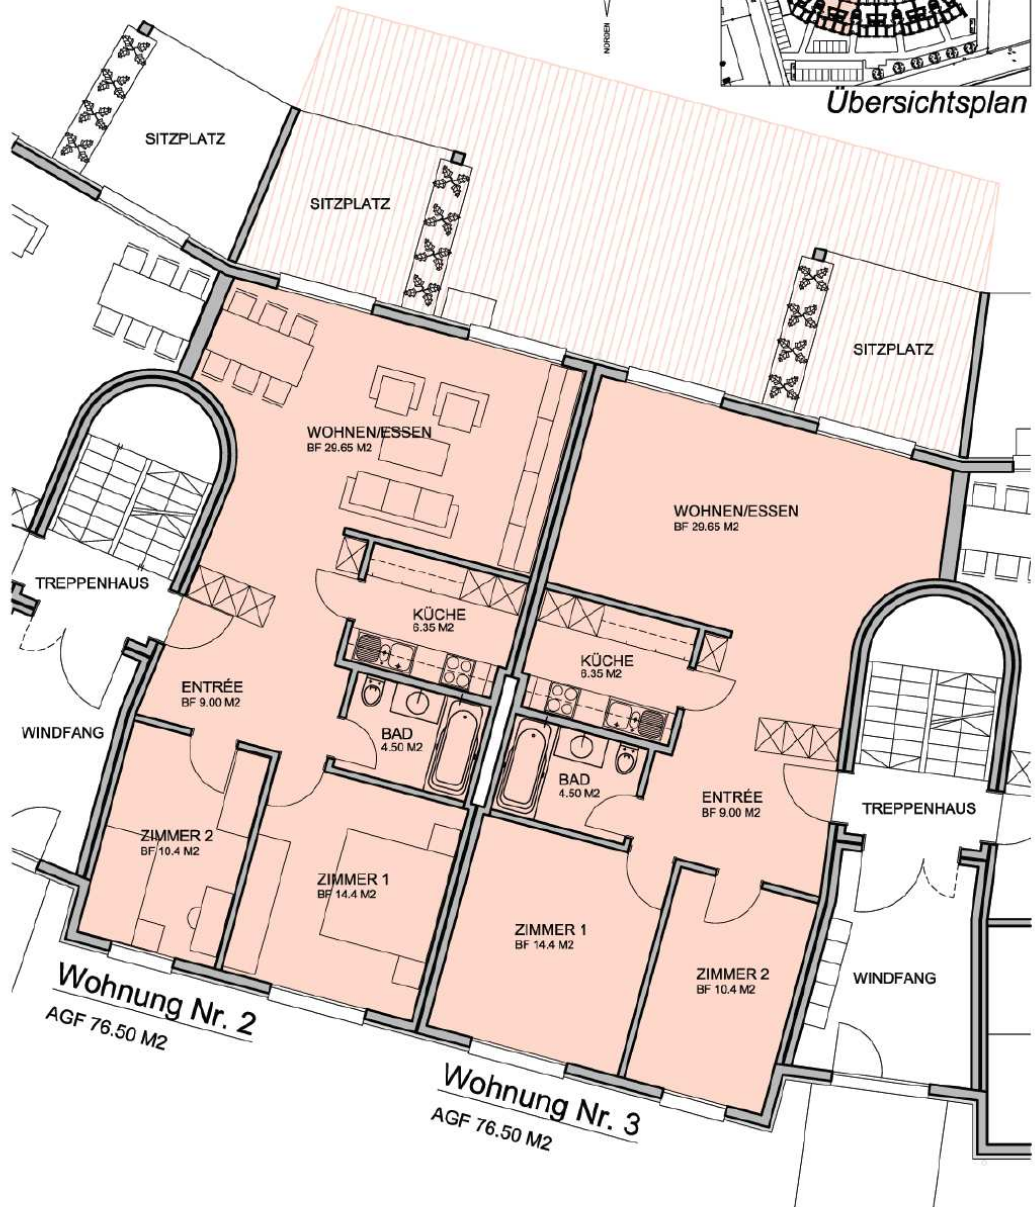 NORDEN
Übersichtsplan
SITZPLATZ
SITZPLATZ
SITZPLATZ
WOHNEN/ESSEN
BF 29.65 M2
WOHNEN/ESSEN
BF 29.65 M2
TREPPENHAUS
KÜCHE
6.35 M2
KÜCHE
6.35 M2
ENTRÉE
BF 9.00 M2
WINDFANG
BAD
4.50 M2
BAD
4.50 M2
ENTRÉE
BF 9.00 M2
TREPPENHAUS
ZIMMER 2
BF 10.4 M2
ZIMMER 1
BF 14.4 M2
ZIMMER 1
BF 14.4 M2
ZIMMER 2
BF 10.4 M2
WINDFANG
Wohnung Nr. 2
AGF 76.50 M2
Wohnung Nr. 3
AGF 76.50 M2